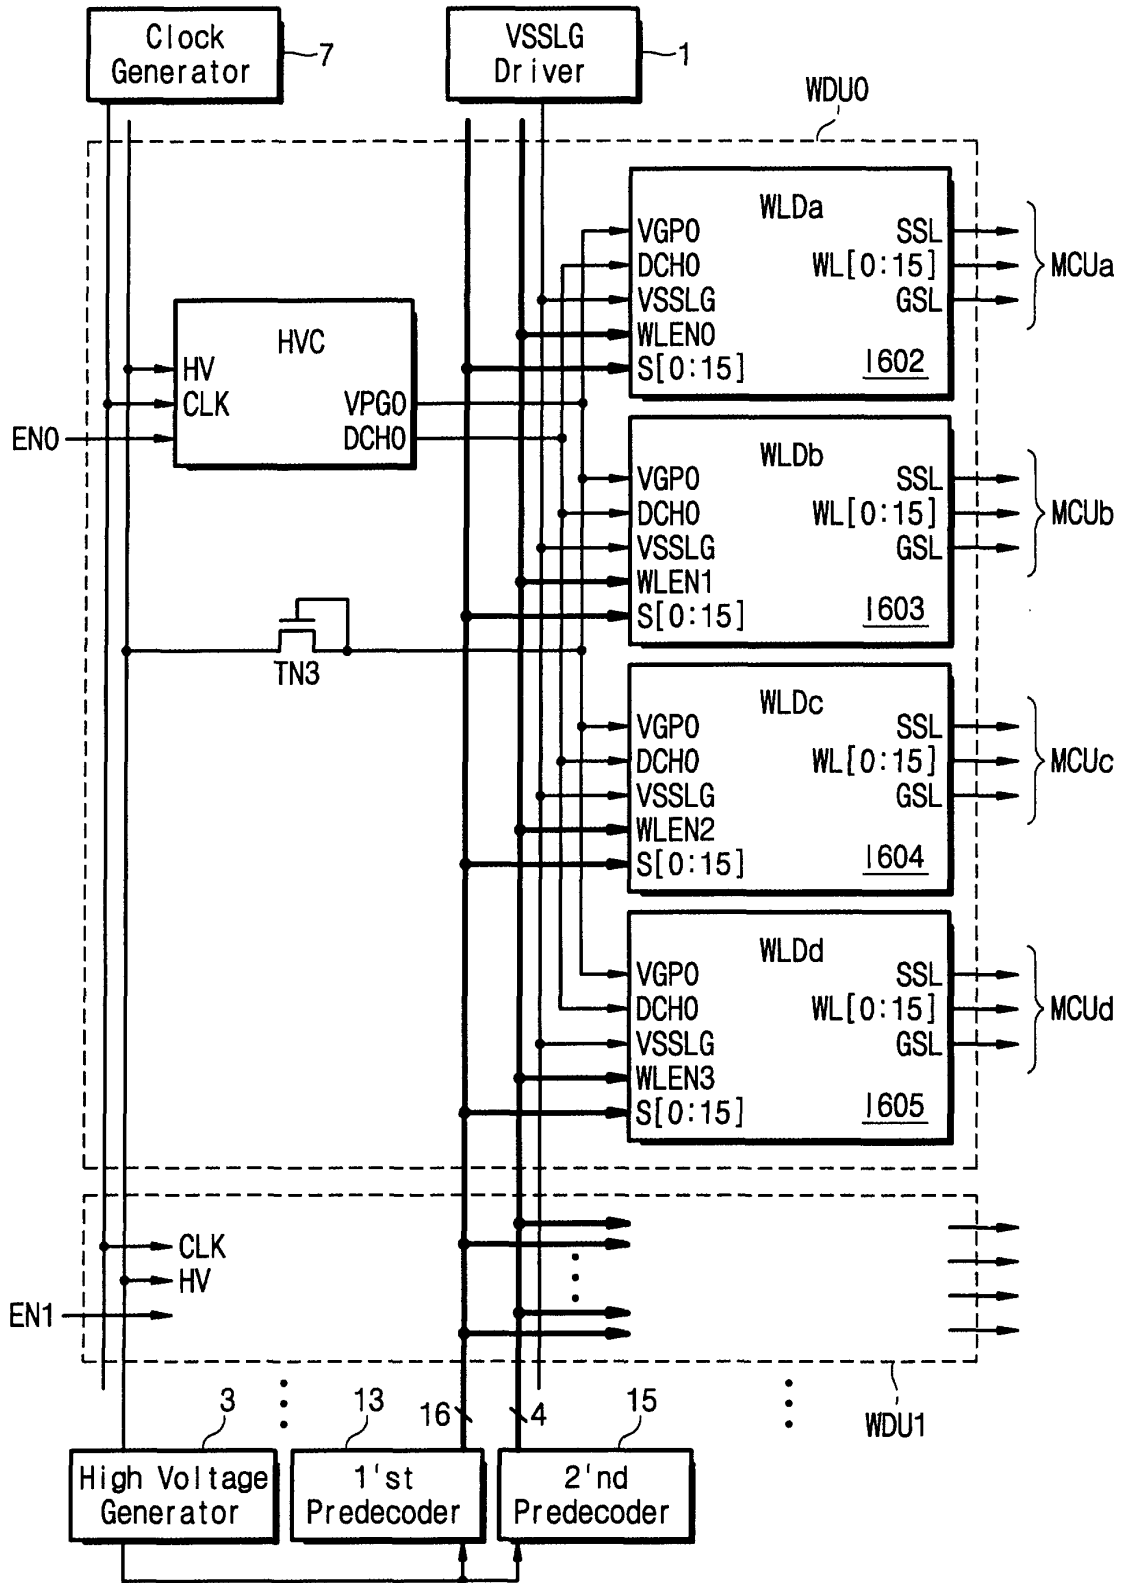 Clock
Generator
7
VSSLG
Driver
1
WDU0
WLDa
VGP0
SSL
DCH0
WL[0:15]
VSSLG
GSL
WLEN0
S[0:15]
I602
MCUa
HVC
HV
CLK
VPG0
DCH0
EN0
WLDb
VGP0
SSL
DCH0
WL[0:15]
VSSLG
GSL
WLEN1
S[0:15]
I603
MCUb
TN3
WLDc
VGP0
SSL
DCH0
WL[0:15]
VSSLG
GSL
WLEN2
S[0:15]
I604
MCUc
WLDd
VGP0
SSL
DCH0
WL[0:15]
VSSLG
GSL
WLEN3
S[0:15]
I605
MCUd
CLK
HV
EN1
WDU1
3
13
16
4
15
High Voltage
Generator
1'st
Predecoder
2'nd
Predecoder